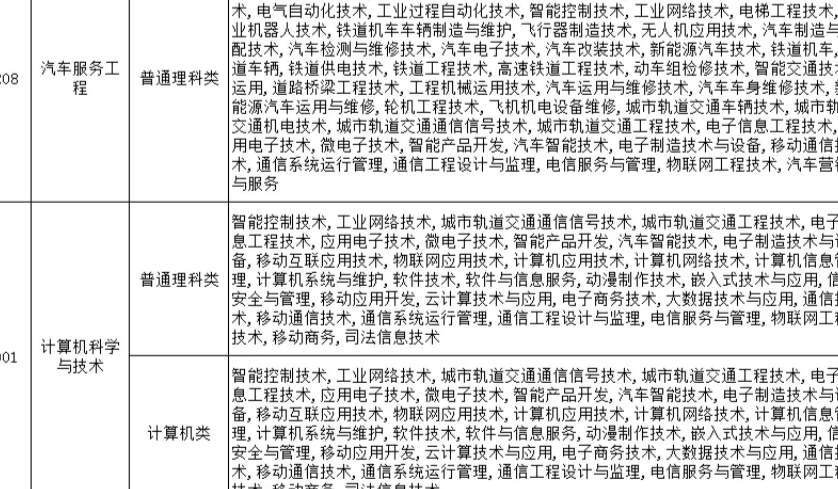 术, 电气自动化技术, 工业过程自动化技术, 智能控制技术, 工业网络技术, 电梯工程技术,
业机器人技术, 铁道机车车辆制造与维护, 飞行器制造技术, 无人机应用技术, 汽车制造与
配技术, 汽车检测与维修技术, 汽车电子技术, 汽车改装技术, 新能源汽车技术, 铁道机车,
道车辆, 铁道供电技术, 铁道工程技术, 高速铁道工程技术, 动车组检修技术, 智能交通技
208
汽车服务工
程
普通理科类
运用, 道路桥梁工程技术, 工程机械运用技术, 汽车运用与维修技术, 汽车车身维修技术,
能源汽车运用与维修, 轮机工程技术, 飞机机电设备维修, 城市轨道交通车辆技术, 城市轨
交通机电技术, 城市轨道交通通信信号技术, 城市轨道交通工程技术, 电子信息工程技术,
用电子技术, 微电子技术, 智能产品开发, 汽车智能技术, 电子制造技术与设备, 移动通信
术, 通信系统运行管理, 通信工程设计与监理, 电信服务与管理, 物联网工程技术, 汽车营
与服务
智能控制技术, 工业网络技术, 城市轨道交通通信信号技术, 城市轨道交通工程技术, 电子
息工程技术, 应用电子技术, 微电子技术, 智能产品开发, 汽车智能技术, 电子制造技术与
备, 移动互联应用技术, 物联网应用技术, 计算机应用技术, 计算机网络技术, 计算机信息
普通理科类
理, 计算机系统与维护, 软件技术, 软件与信息服务, 动漫制作技术, 嵌入式技术与应用, 信
安全与管理, 移动应用开发, 云计算技术与应用, 电子商务技术, 大数据技术与应用, 通信
术, 移动通信技术, 通信系统运行管理, 通信工程设计与监理, 电信服务与管理, 物联网工
技术, 移动商务, 司法信息技术
001
计算机科学
与技术
智能控制技术, 工业网络技术, 城市轨道交通通信信号技术, 城市轨道交通工程技术, 电子
息工程技术, 应用电子技术, 微电子技术, 智能产品开发, 汽车智能技术, 电子制造技术与
备, 移动互联应用技术, 物联网应用技术, 计算机应用技术, 计算机网络技术, 计算机信息
计算机类
理, 计算机系统与维护, 软件技术, 软件与信息服务, 动漫制作技术, 嵌入式技术与应用, 信
安全与管理, 移动应用开发, 云计算技术与应用, 电子商务技术, 大数据技术与应用, 通信
术, 移动通信技术, 通信系统运行管理, 通信工程设计与监理, 电信服务与管理, 物联网工
技术, 移动商务, 司法信息技术